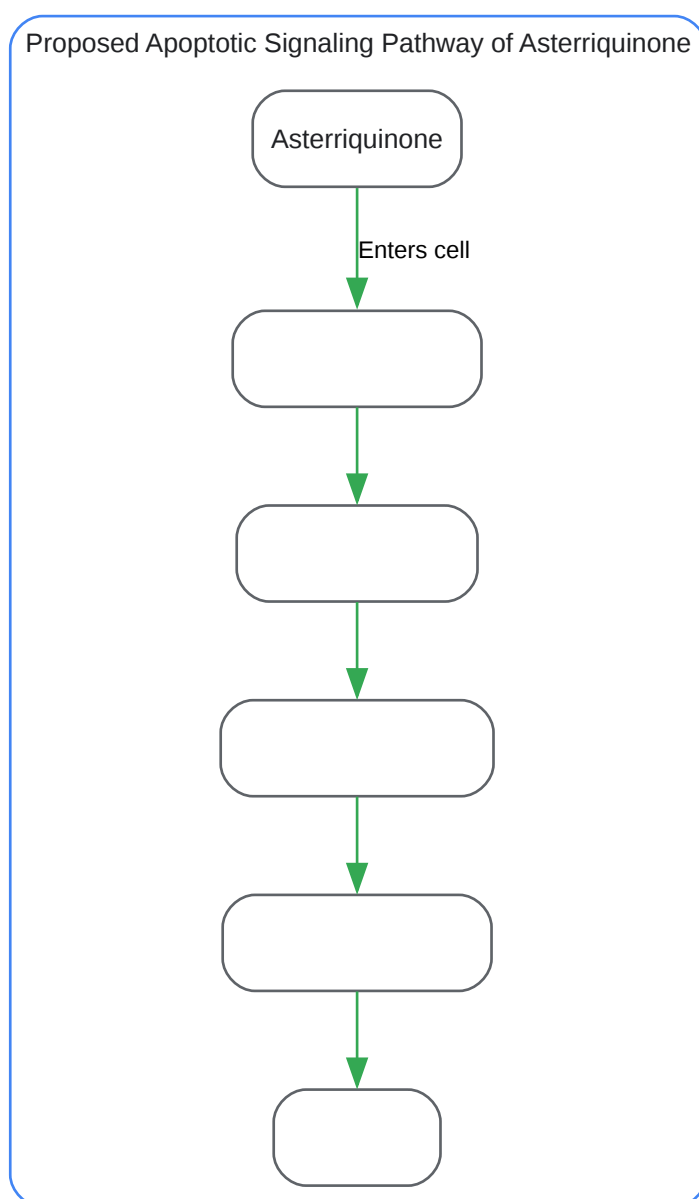 Proposed Apoptotic Signaling Pathway of Asterriquinone
Asterriquinone
Enters cell